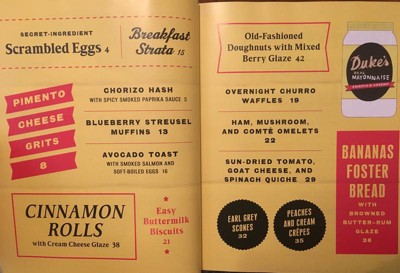 SECRET-INGREDIENT
Scrambled Eggs 4
Breakfast
Strata 15
PIMENTO
CHEESE
GRITS
8
CHORIZO HASH
WITH SPICY SMOKED PAPRIKA SAUCE 5
BLUEBERRY STREUSEL
MUFFINS 13
AVOCADO TOAST
WITH SMOKED SALMON AND
SOFT-BOILED EGGS 16
CINNAMON
ROLLS
with Cream Cheese Glaze 38
Easy
Buttermilk
Biscuits
21
Old-Fashioned
Doughnuts with Mixed
Berry Glaze 42
OVERNIGHT CHURRO
WAFFLES 19
HAM, MUSHROOM,
AND COMTÉ OMELETS
22
SUN-DRIED TOMATO,
GOAT CHEESE, AND
SPINACH QUICHE 29
EARL GREY
SCONES
32
PEACHES
AND CREAM
CRÊPES
35
Duke's
REAL
MAYONNAISE
BANANAS
FOSTER
BREAD
WITH
BROWNED
BUTTER-RUM
GLAZE
26